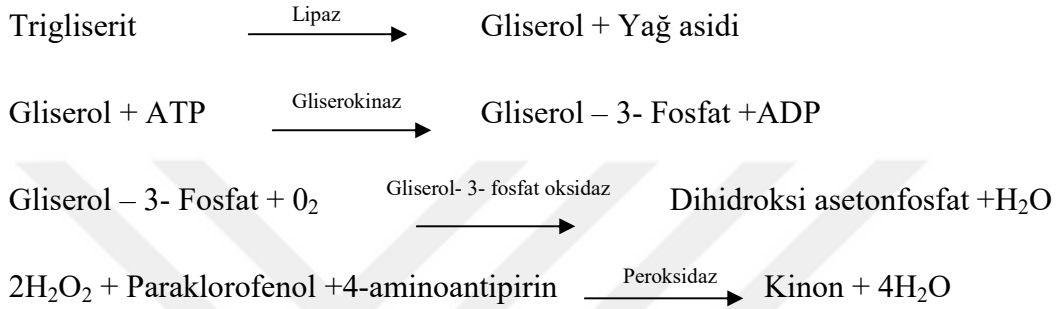 Trigliserit Lipaz Gliserol + Yağ asidi
Gliserol + ATP Gliserokinaz Gliserol – 3- Fosfat +ADP
Gliserol – 3- Fosfat + 0₂ Gliserol- 3- fosfat oksidaz Dihidroksi asetonfosfat +H₂O
2H₂O₂ + Paraklorofenol +4-aminoantipirin Peroksidaz Kinon + 4H₂O